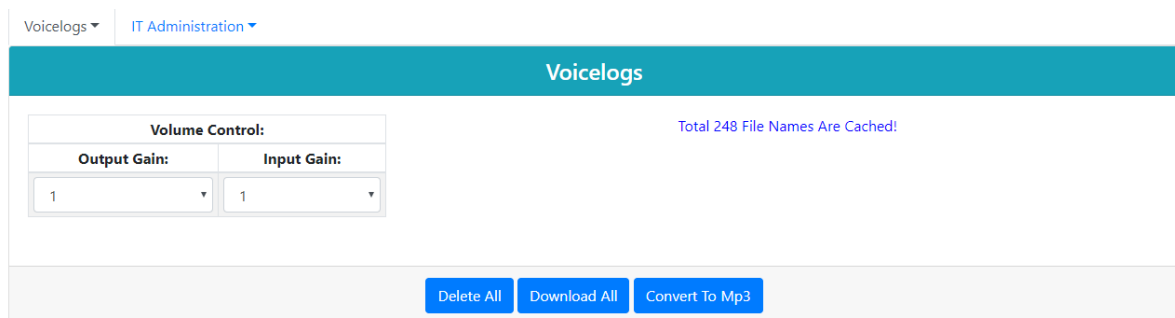 Voicelogs IT Administration
Voicelogs
Volume Control:
Total 248 File Names Are Cached!
Output Gain: Input Gain:
1 1
Delete All Download All Convert To Mp3